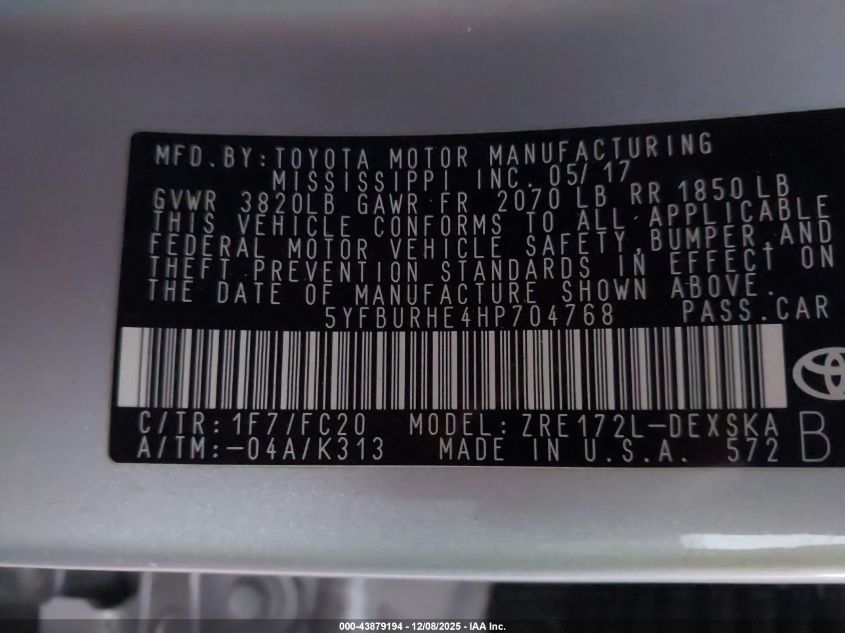 MFD.BY:TOYOTA MOTOR MANUFACTURING
MISSISSIPPI INC. 05/17
GVWR 3820LB GAWR FR 2070 LB RR 1850 LB
THIS VEHICLE CONFORMS TO ALL APPLICABLE
FEDERAL MOTOR VEHICLE SAFETY,BUMPER,AND
THEFT PREVENTION STANDARDS IN EFFECT ON
THE DATE OF MANUFACTURE SHOWN ABOVE.
5YFBURHE4HP704768 PASS.CAR
C/TR:1F7/FC20 MODEL:ZRE172L-DEXSKA
A/TM:-04A/K313 MADE IN U.S.A. 572 B
000-43879194 - 12/08/2025 - IAA Inc.